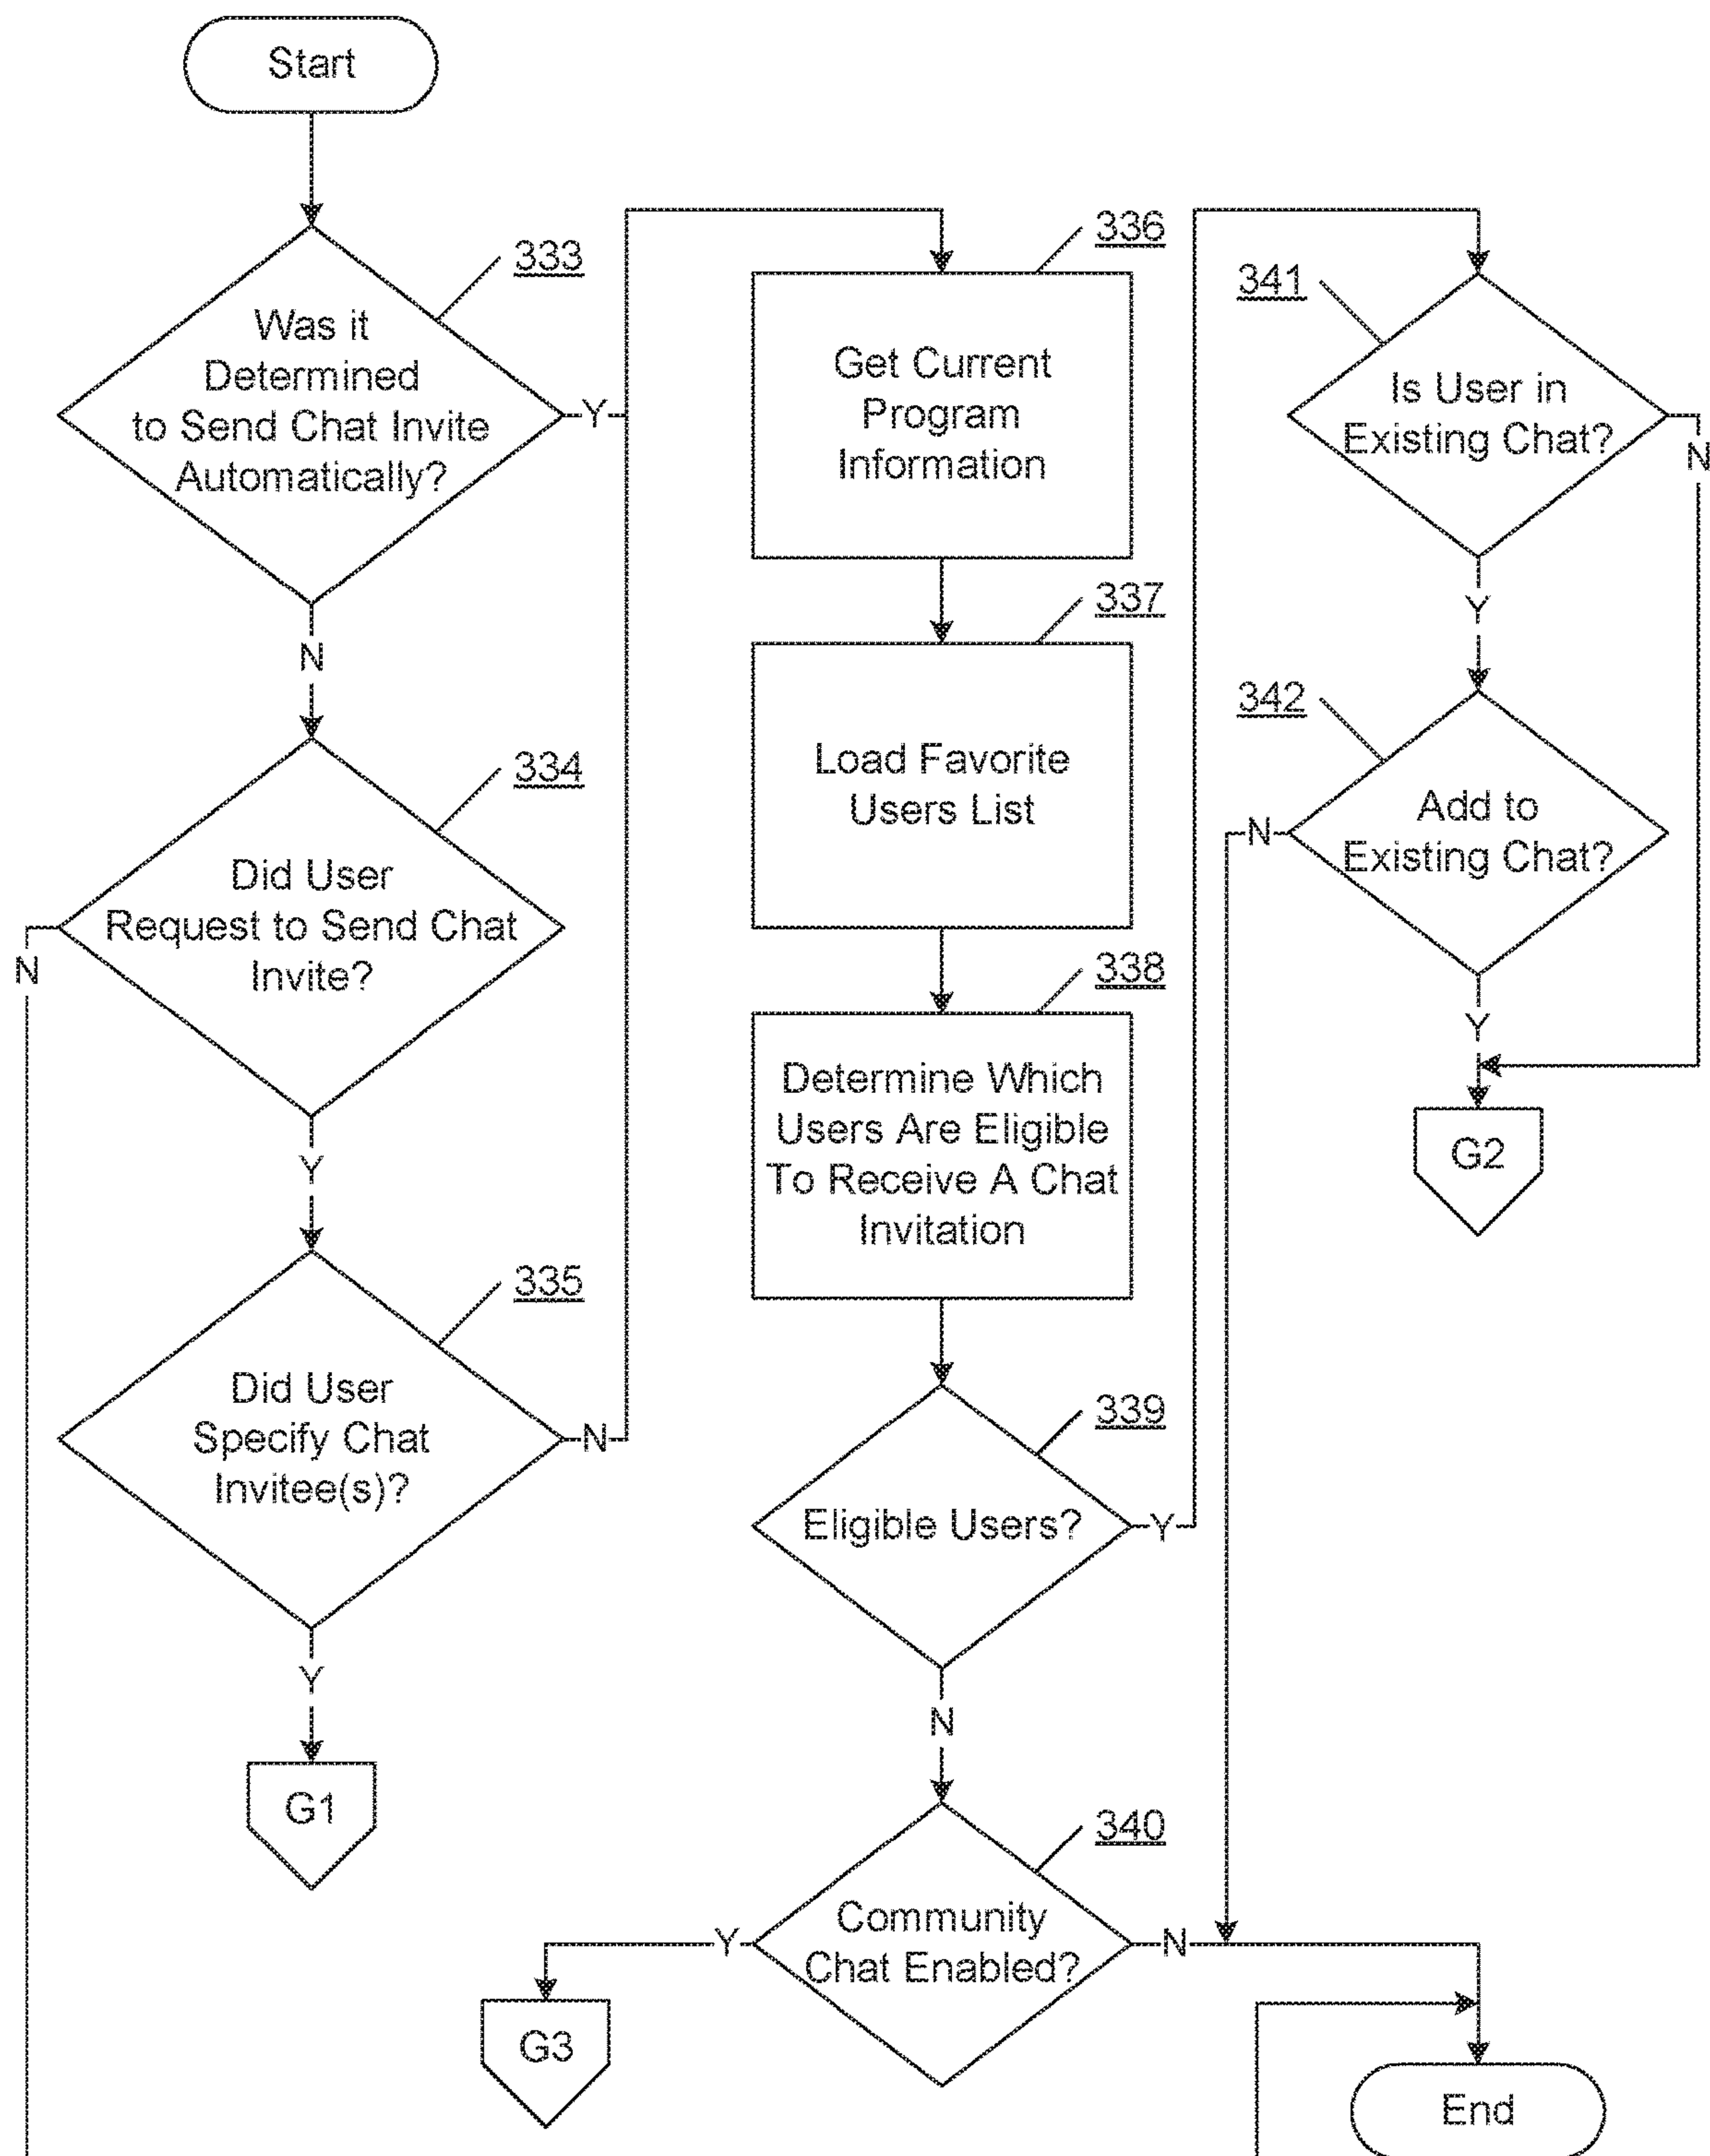 Start
333
Was it
Determined
to Send Chat Invite
Automatically?
Y
N
334
Did User
Request to Send Chat
Invite?
N
Y
335
Did User
Specify Chat
Invitee(s)?
N
Y
G1
336
Get Current
Program
Information
337
Load Favorite
Users List
338
Determine Which
Users Are Eligible
To Receive A Chat
Invitation
339
Eligible Users?
Y
N
340
Community
Chat Enabled?
Y
N
G3
341
Is User in
Existing Chat?
N
Y
342
Add to
Existing Chat?
N
Y
G2
End